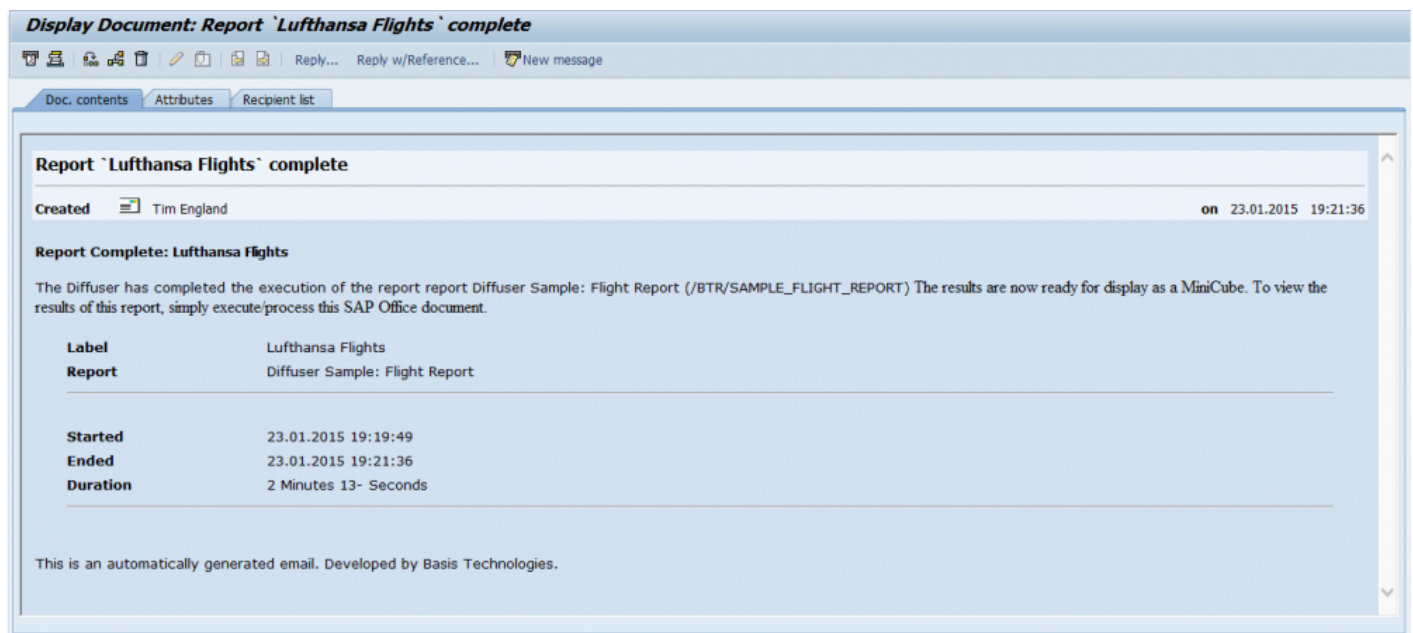 Display Document: Report `Lufthansa Flights` complete
Reply... Reply w/Reference... New message
Doc. contents Attributes Recipient list
Report `Lufthansa Flights` complete
Created Tim England on 23.01.2015 19:21:36
Report Complete: Lufthansa Flights
The Diffuser has completed the execution of the report report Diffuser Sample: Flight Report (/BTR/SAMPLE_FLIGHT_REPORT) The results are now ready for display as a MiniCube. To view the
results of this report, simply execute/process this SAP Office document.
Label Lufthansa Flights
Report Diffuser Sample: Flight Report
Started 23.01.2015 19:19:49
Ended 23.01.2015 19:21:36
Duration 2 Minutes 13- Seconds
This is an automatically generated email. Developed by Basis Technologies.